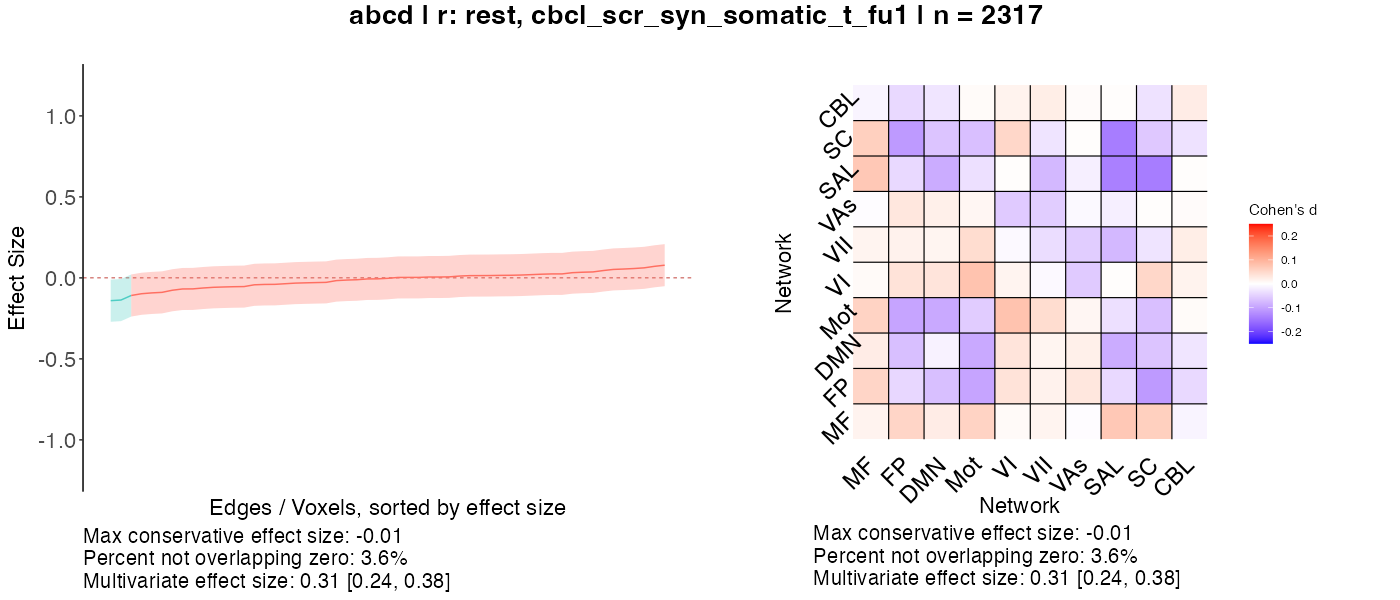 abcd | r: rest, cbcl_scr_syn_somatic_t_fu1 | n = 2317
Effect Size
1.0
0.5
0.0
-0.5
-1.0
Edges / Voxels, sorted by effect size
Max conservative effect size: -0.01
Percent not overlapping zero: 3.6%
Multivariate effect size: 0.31 [0.24, 0.38]
Network
CBL
SC
SAL
VAs
VII
VI
Mot
DMN
FP
MF
MF FP DMN Mot VI VII VAs SAL SC CBL
Network
Max conservative effect size: -0.01
Percent not overlapping zero: 3.6%
Multivariate effect size: 0.31 [0.24, 0.38]
Cohen's d
0.2
0.1
0.0
-0.1
-0.2